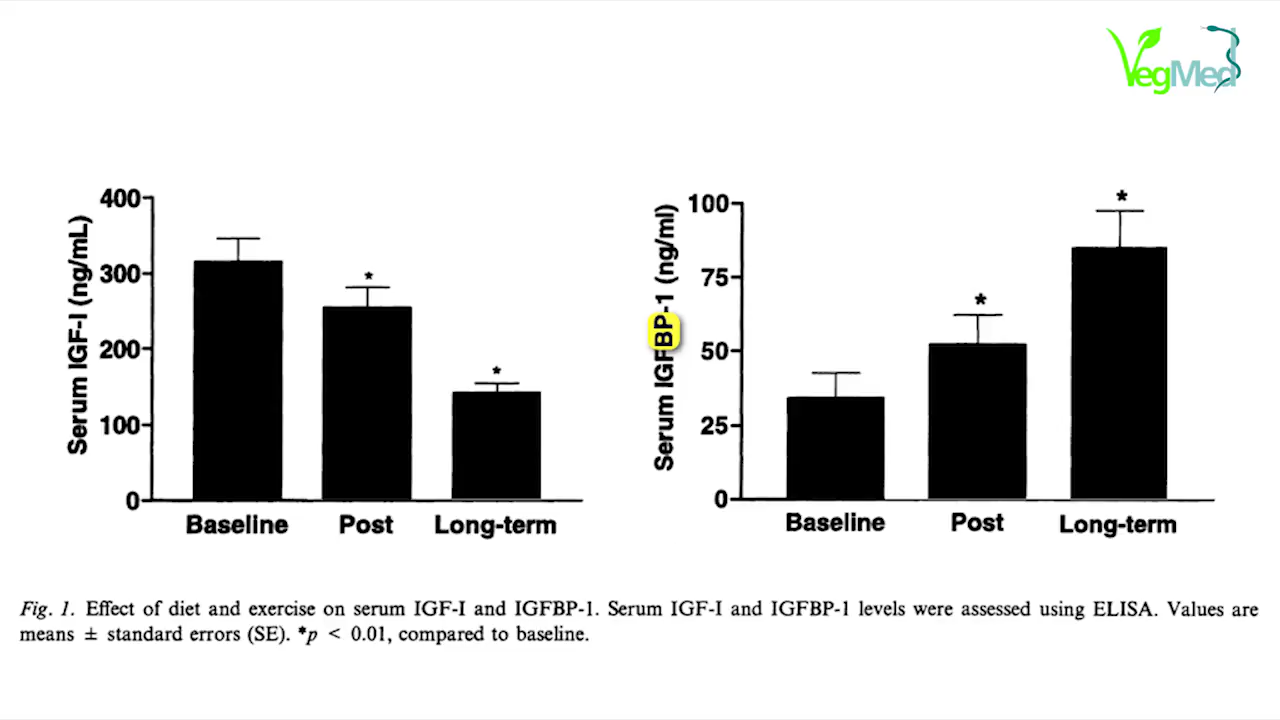 VegMed
400
300
200
100
0
Serum IGF-I (ng/mL)
Baseline
Post
Long-term
*
*
100
75
50
25
0
Serum IGFBP-1 (ng/ml)
Baseline
Post
Long-term
*
*
Fig. 1. Effect of diet and exercise on serum IGF-I and IGFBP-1. Serum IGF-I and IGFBP-1 levels were assessed using ELISA. Values are
means ± standard errors (SE). *p < 0.01, compared to baseline.